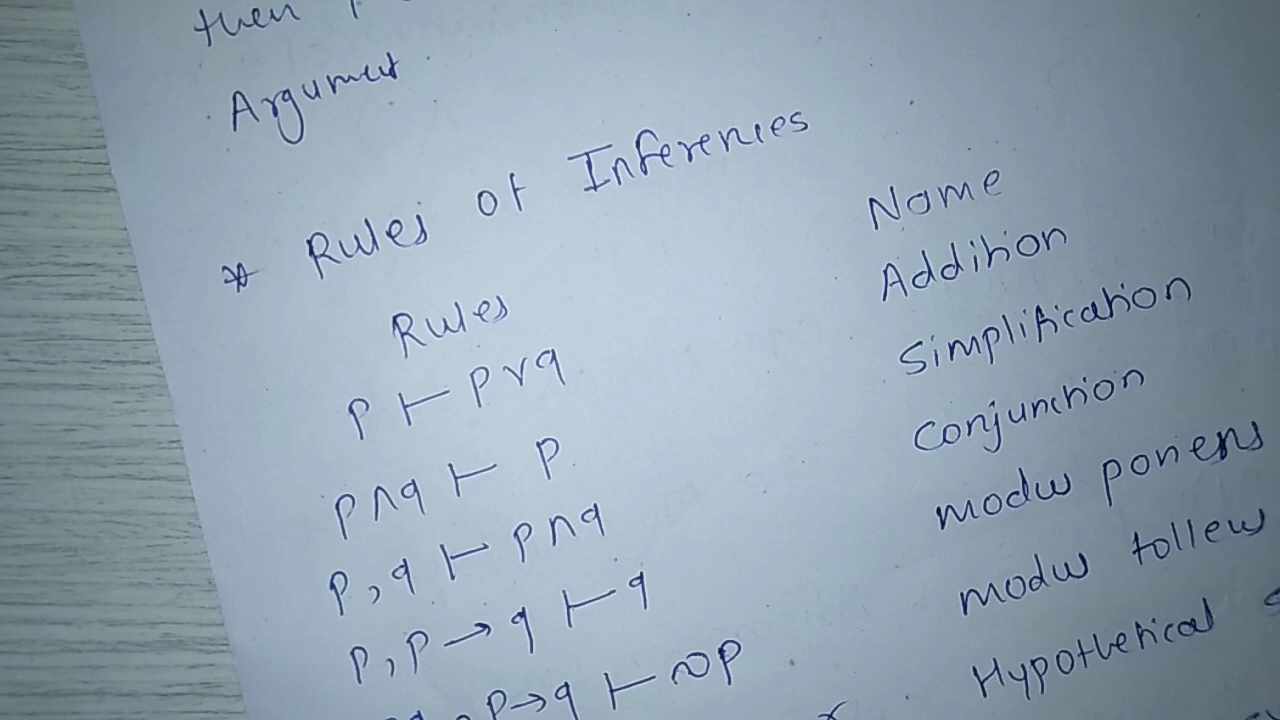 then
Argument
* Rules of Inferences
Rules Name
p ⊢ p∨q Addition
p∧q ⊢ p Simplification
p, q ⊢ p∧q Conjunction
p, p → q ⊢ q modus ponens
p→q ⊢ ~p modus tollens
Hypothetical